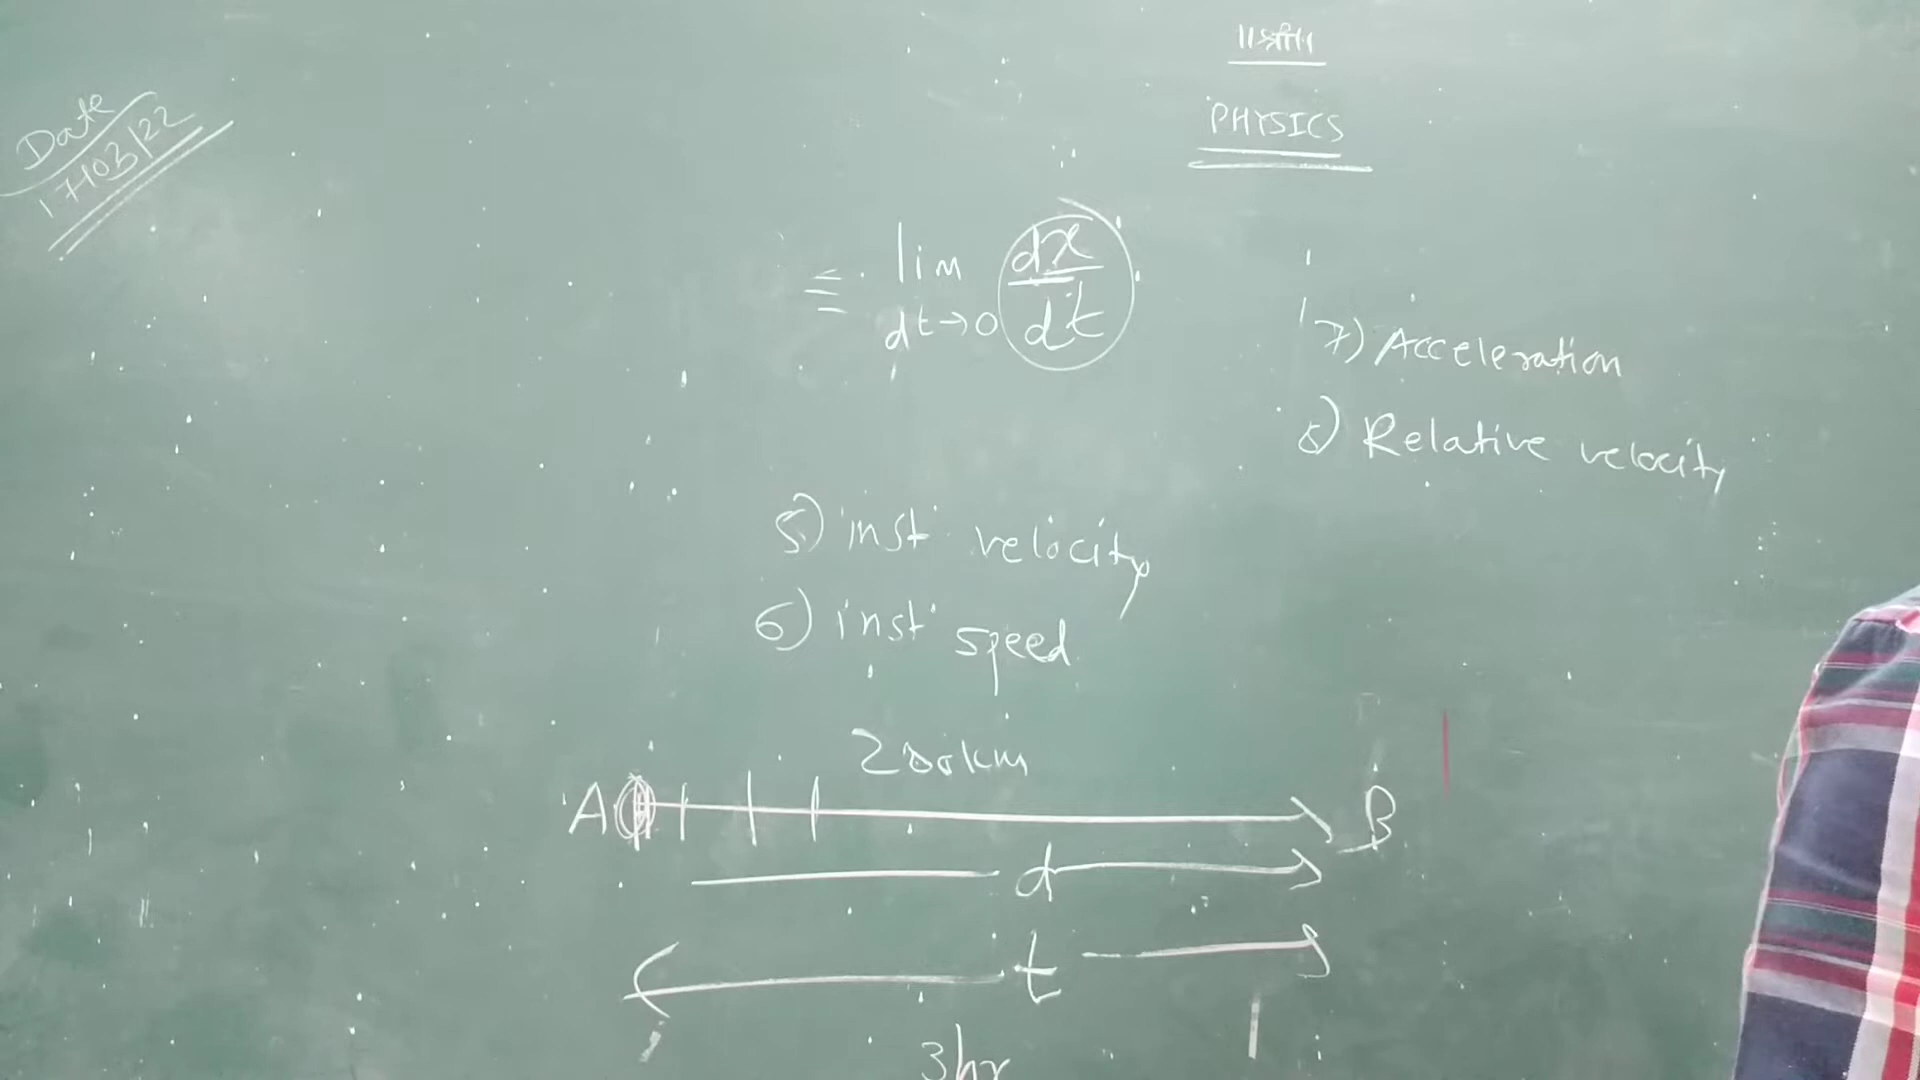 ॥श्री॥
PHYSICS
Date
17/03/22
≡ lim dx/dt
dt→0
7) Acceleration
8) Relative velocity
5) inst velocity
6) inst speed
200km
A B
d
t
3hr